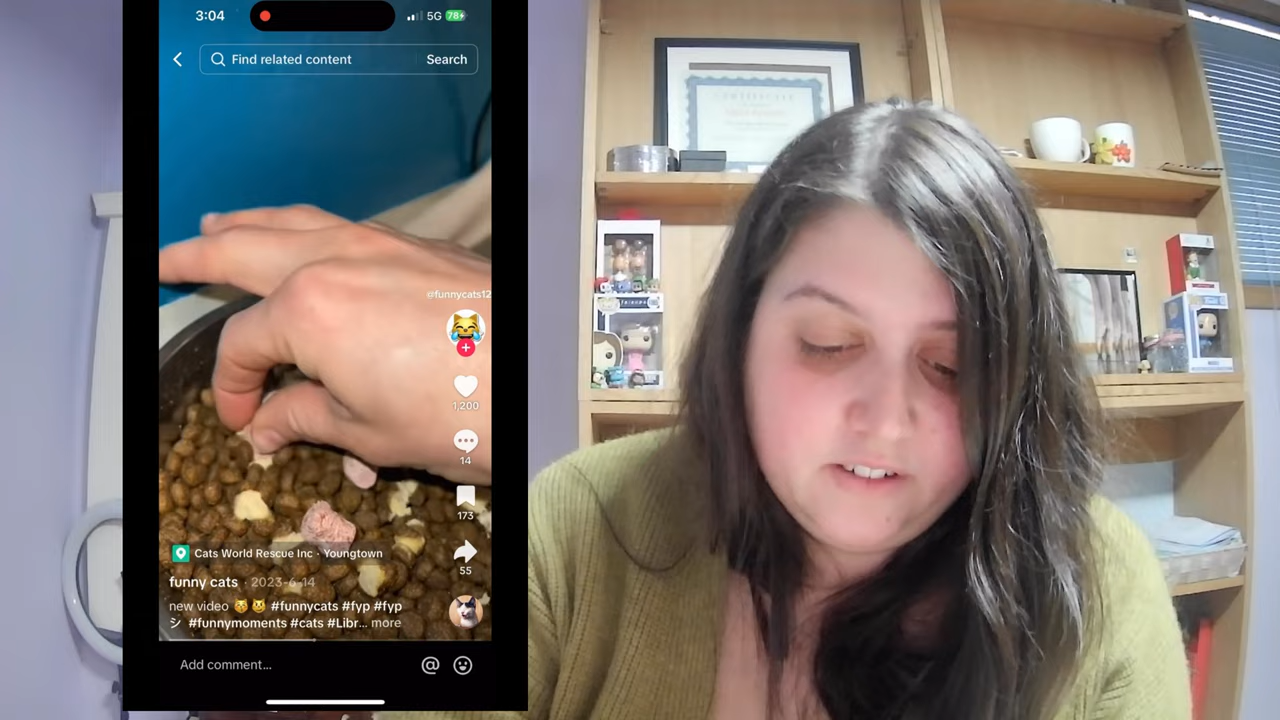 3:04
5G 78
Find related content
Search
@funnycats12
1,200
14
173
55
Cats World Rescue Inc · Youngtown
funny cats · 2023-6-14
new video 😸😼 #funnycats #fyp #fyp
シ #funnymoments #cats #Libr... more
Add comment...
@